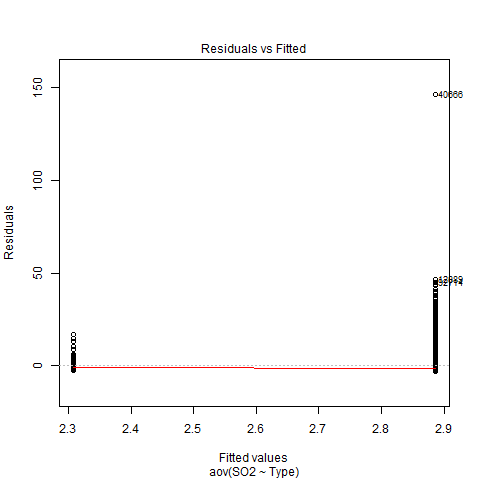 Residuals vs Fitted
Residuals
150
100
50
0
40666
2.3 2.4 2.5 2.6 2.7 2.8 2.9
Fitted values
aov(SO2 ~ Type)